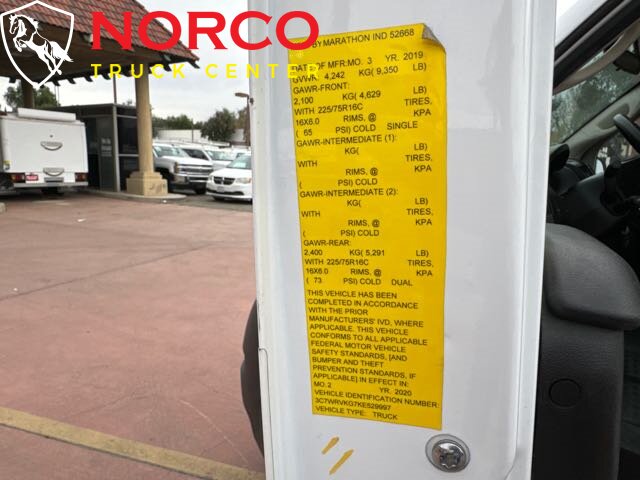 NORCO
TRUCK CENTER
BY MARATHON IND 52668
DATE OF MFR:MO. 3 YR. 2019
GVWR: 4,242 KG( 9,350 LB)
GAWR-FRONT:
2,100 KG( 4,629 LB)
WITH 225/75R16C TIRES,
16X6.0 RIMS, @ KPA
( 65 PSI) COLD SINGLE
GAWR-INTERMEDIATE (1):
KG( LB)
WITH TIRES,
RIMS, @ KPA
( PSI) COLD
GAWR-INTERMEDIATE (2):
KG( LB)
WITH TIRES,
RIMS, @ KPA
( PSI) COLD
GAWR-REAR:
2,400 KG( 5,291 LB)
WITH 225/75R16C TIRES,
16X6.0 RIMS, @ KPA
( 73 PSI) COLD DUAL
THIS VEHICLE HAS BEEN
COMPLETED IN ACCORDANCE
WITH THE PRIOR
MANUFACTURERS' IVD, WHERE
APPLICABLE. THIS VEHICLE
CONFORMS TO ALL APPLICABLE
FEDERAL MOTOR VEHICLE
SAFETY STANDARDS, [AND
BUMPER AND THEFT
PREVENTION STANDARDS, IF
APPLICABLE] IN EFFECT IN:
MO. 2 YR. 2020
VEHICLE IDENTIFICATION NUMBER:
3C7WRVKG7KE529997
VEHICLE TYPE: TRUCK